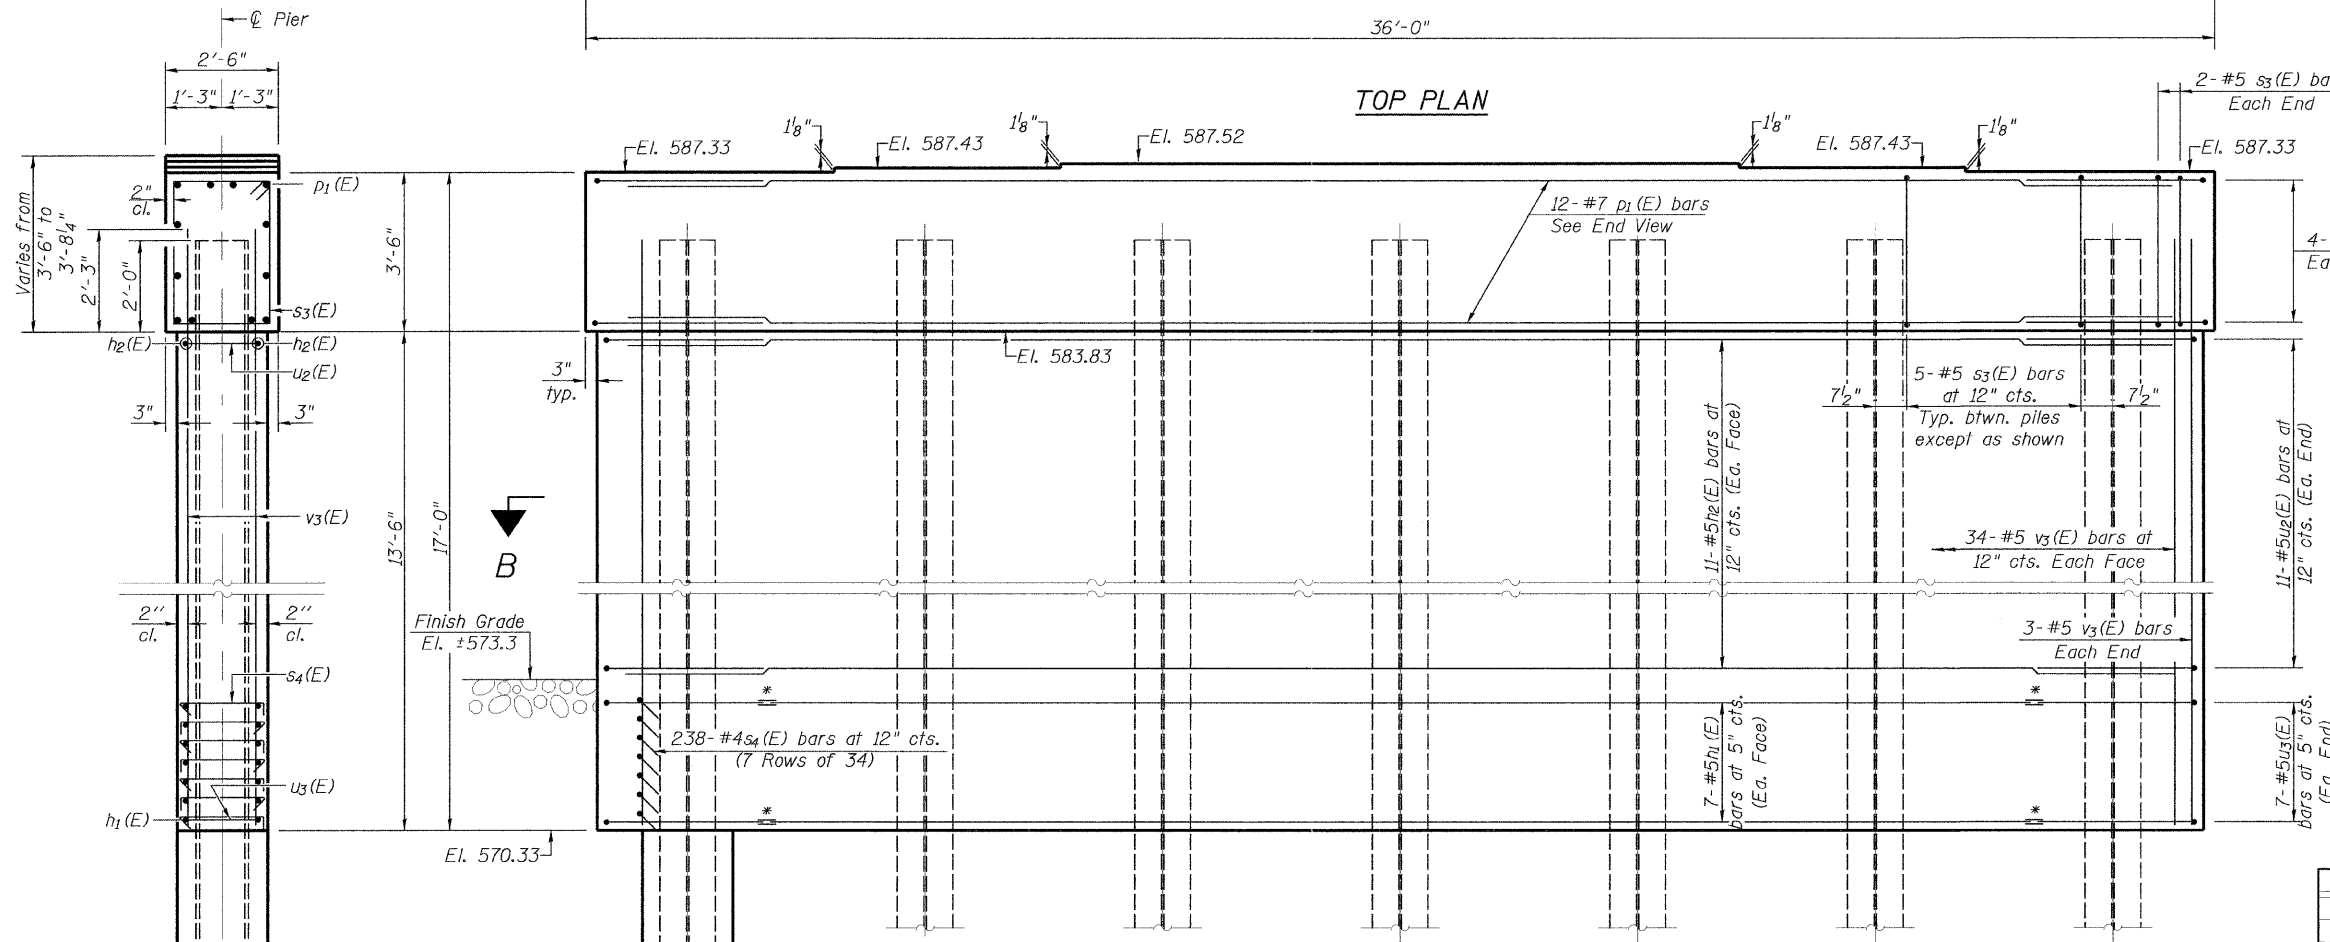 ℄ Pier
36'-0"
2'-6"
1'-3" 1'-3"
TOP PLAN
2-#5 s3(E) ba
Each End
1⅛"
1⅛"
1⅛"
1⅛"
El. 587.33
El. 587.43
El. 587.52
El. 587.43
El. 587.33
p1(E)
2"
cl.
Varies from
3'-6" to
3'-8¼"
2'-3"
2'-0"
3'-6"
12-#7 p1(E) bars
See End View
4-
Ea
s3(E)
h2(E)
h2(E)
u2(E)
El. 583.83
3"
typ.
3"
3"
5-#5 s3(E) bars
at 12" cts.
Typ. btwn. piles
except as shown
7½"
7½"
11-#5h2(E) bars at
12" cts. (Ea. Face)
11-#5u2(E) bars at
12" cts. (Ea. End)
v3(E)
13'-6"
17'-0"
B
34-#5 v3(E) bars at
12" cts. Each Face
2"
cl.
2"
cl.
Finish Grade
El. ±573.3
3-#5 v3(E) bars
Each End
s4(E)
*
*
238-#4s4(E) bars at 12" cts.
(7 Rows of 34)
7-#5h1(E)
bars at 5" cts.
(Ea. Face)
7-#5u3(E)
bars at 5" cts.
(Ea. End)
u3(E)
h1(E)
*
*
El. 570.33